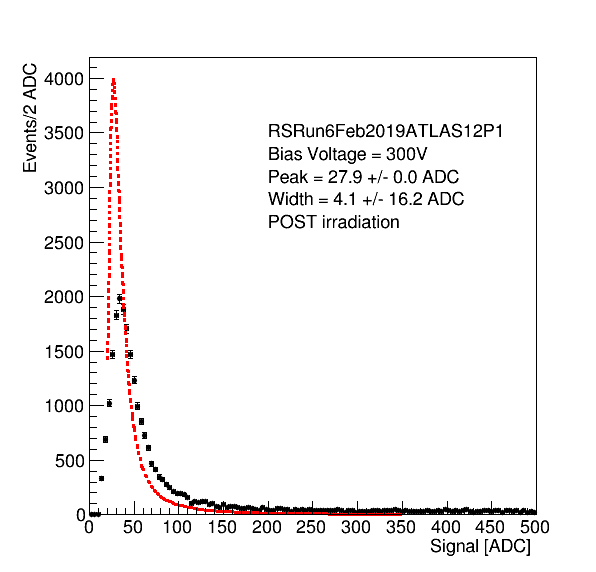 Events/2 ADC
4000
3500
3000
2500
2000
1500
1000
500
0
RSRun6Feb2019ATLAS12P1
Bias Voltage = 300V
Peak = 27.9 +/- 0.0 ADC
Width = 4.1 +/- 16.2 ADC
POST irradiation
0 50 100 150 200 250 300 350 400 450 500
Signal [ADC]